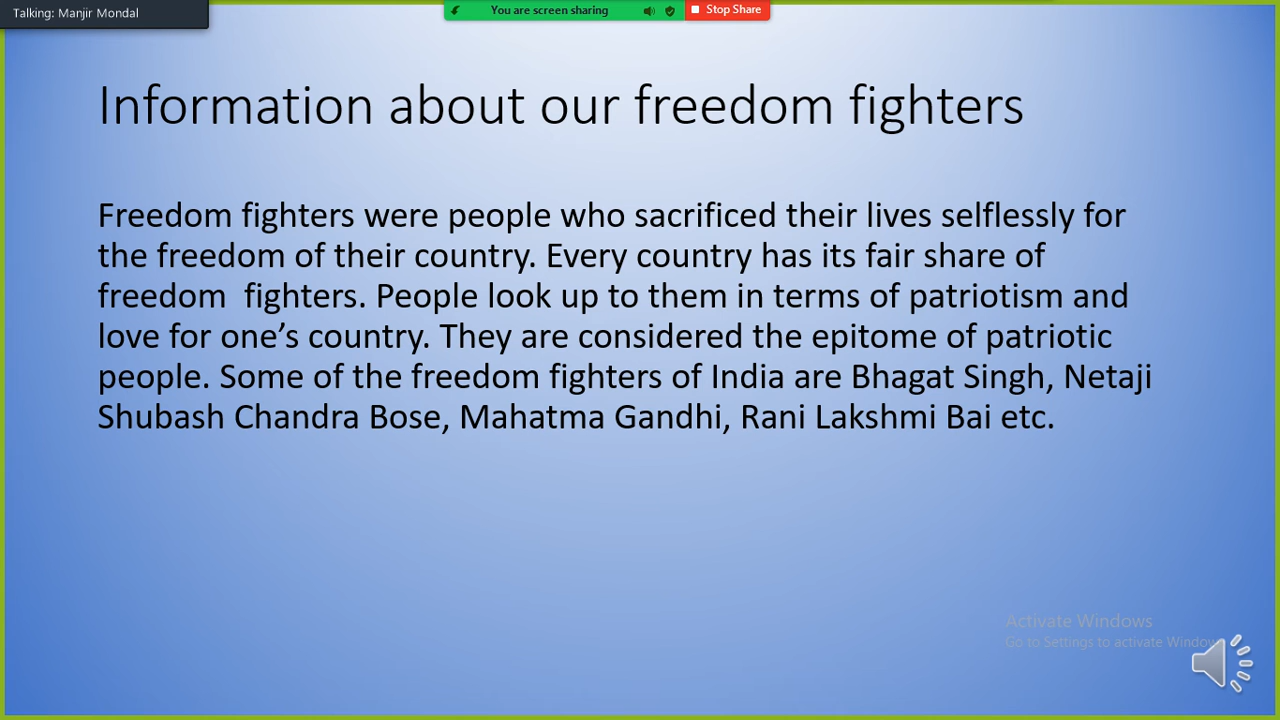 Talking: Manjir Mondal
You are screen sharing
Stop Share
Information about our freedom fighters
Freedom fighters were people who sacrificed their lives selflessly for
the freedom of their country. Every country has its fair share of
freedom  fighters. People look up to them in terms of patriotism and
love for one’s country. They are considered the epitome of patriotic
people. Some of the freedom fighters of India are Bhagat Singh, Netaji
Shubash Chandra Bose, Mahatma Gandhi, Rani Lakshmi Bai etc.
Activate Windows
Go to Settings to activate Windows